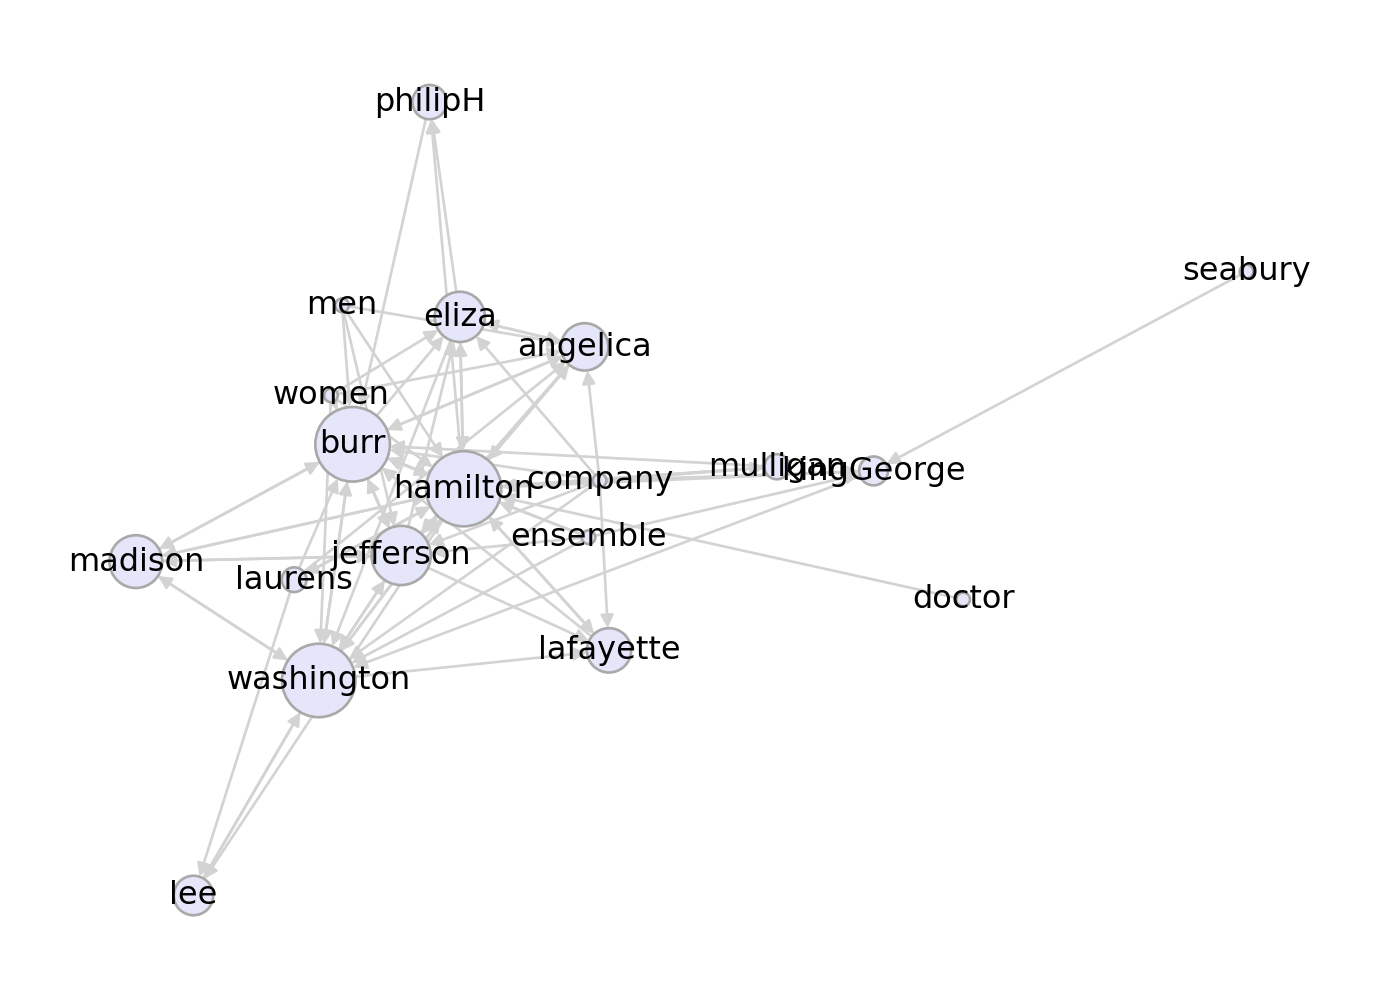 philipH
seabury
men
eliza
angelica
women
burr
mulligan
kingGeorge
hamilton
company
ensemble
madison
jefferson
laurens
doctor
lafayette
washington
lee